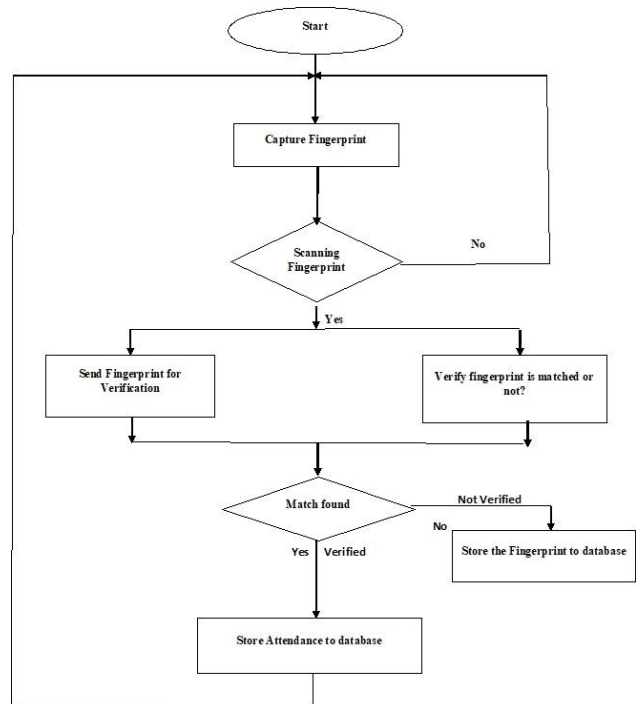 Start
Capture Fingerprint
Scanning
Fingerprint
No
Yes
Send Fingerprint for
Verification
Verify fingerprint is matched or
not?
Match found
Not Verified
No
Store the Fingerprint to database
Yes Verified
Store Attendance to database